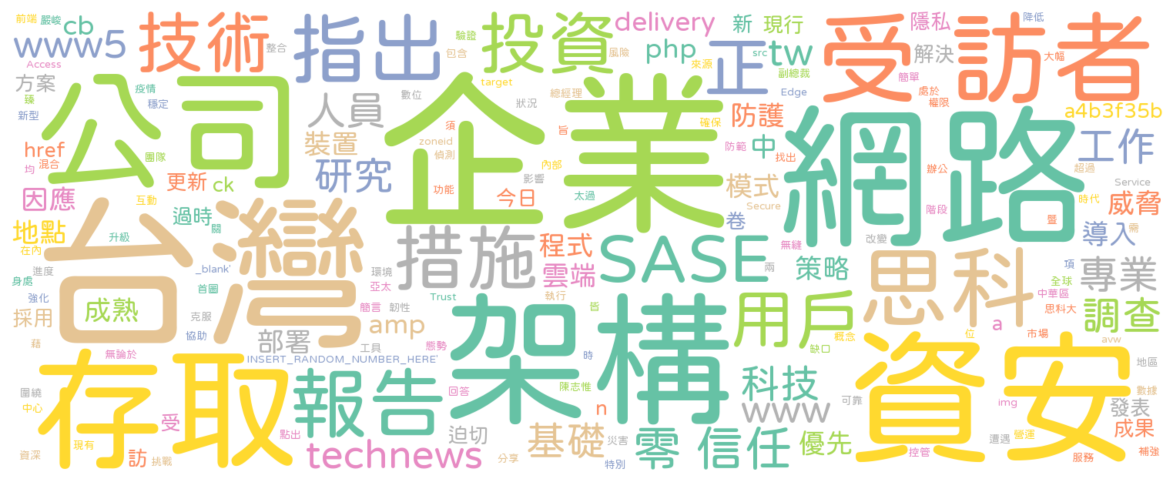 前端 嚴峻 cb 技術 整合 指出 驗證 投資 delivery 新 現行 隱私 降低
www5 包含 風險 php 正 src tw 受訪者 解決 大幅
Access 方案 疫情 公司 人員 數位 target 總經理 來源 副總裁 簡單 處於 權限
臻 新型 穩定 狀況 企業 確保 Edge 防護 網路 a4b3f35b
href 混合 均 團隊 裝置 研究 zoneid 偵測 須 旨 內部 防範 中 找出 辦公 工作
因應 互動 更新 ck 功能 今日 影響 太過 模式 Secure 階段 超過 Service 時代 威脅
地點 過時 關 台灣 措施 程式 SASE 卷 無縫 改變 思科 豎 需 導入
在內 升級 _blank' 環境 雲端 兩 策略 項 專業
身處 進度 首圖 亞太 執行 全球
強化 成熟 克服 簡言 韌性 Trust 架構 皆 用戶 中華區 思科大 調查
採用 協助 部署 amp 態勢 工具 概念 位 a 市場
藉 無論於 INSERT_RANDOM_NUMBER_HERE' 時 缺口 資安 avw
圍繞 存取 報告 回答 陳志惟 科技 地區
中心 受 n www 可靠 img 數據 發表
現有 點出 迫切 基礎 災害 零 信任 優先 遭遇 營運 成果
資深 訪 挑戰 technews 分享 特別 控管 服務 補強